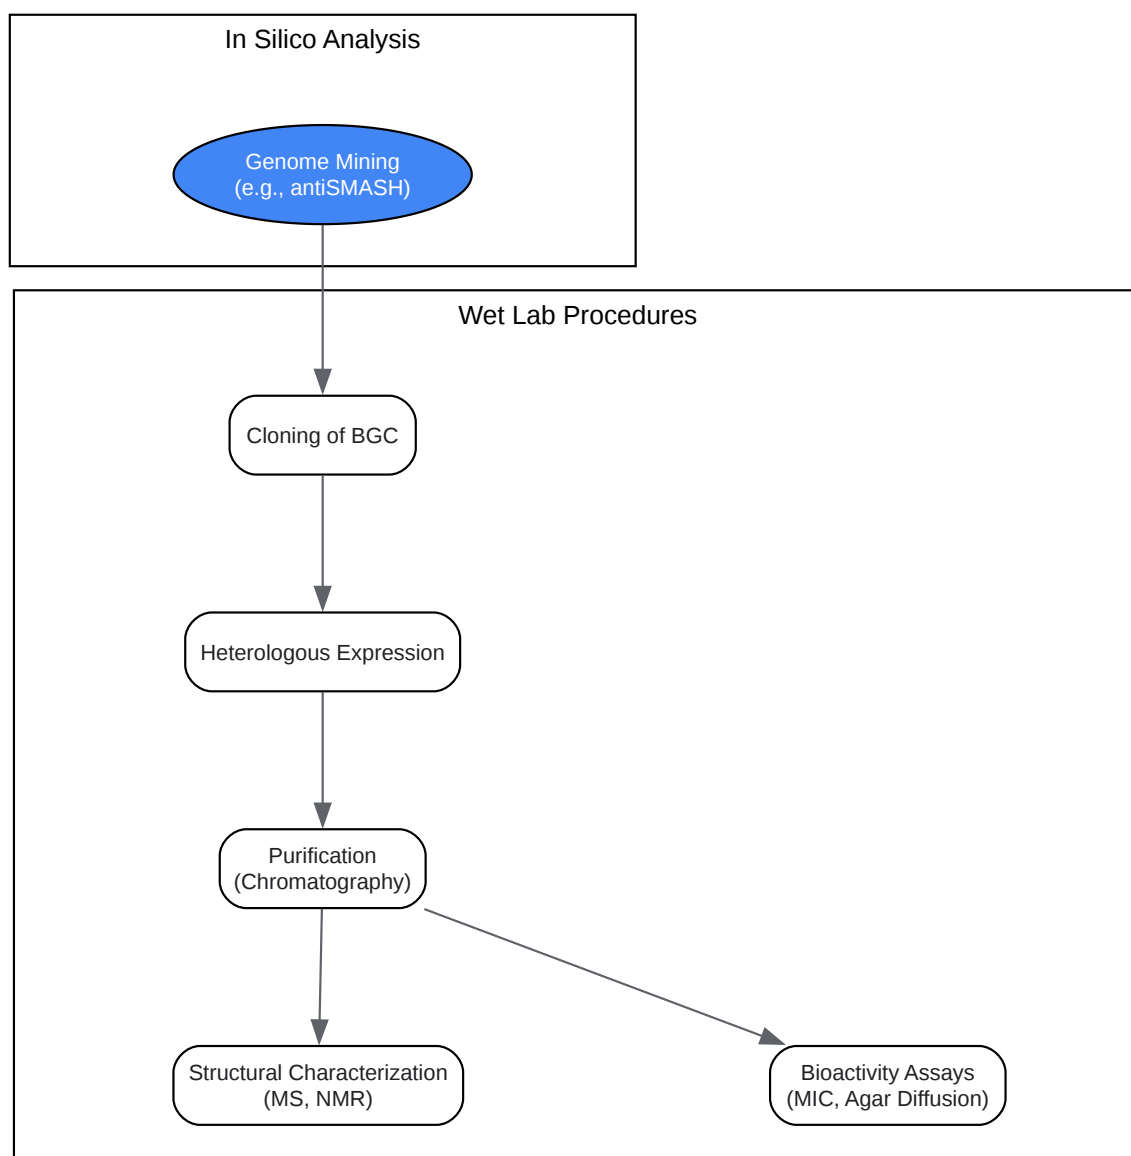 In Silico Analysis
Genome Mining
(e.g., antiSMASH)
Wet Lab Procedures
Cloning of BGC
Heterologous Expression
Purification
(Chromatography)
Structural Characterization
(MS, NMR)
Bioactivity Assays
(MIC, Agar Diffusion)